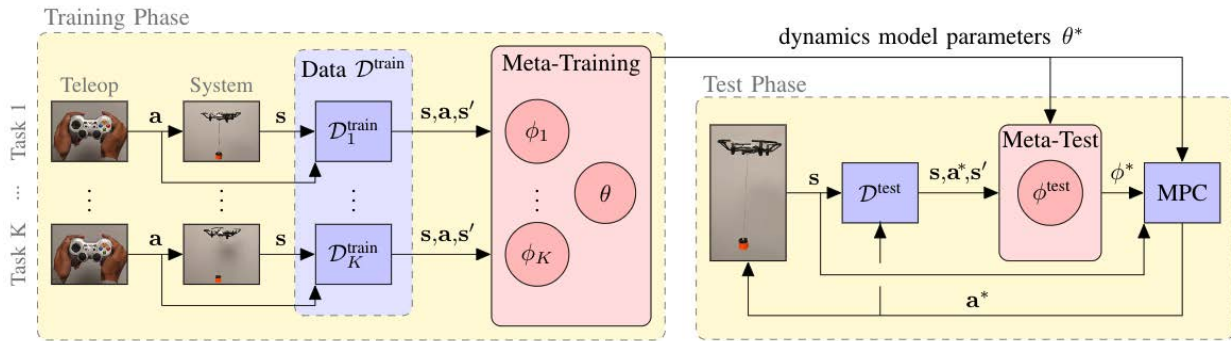 Training Phase
Teleop
System
Data 𝒟^train
Meta-Training
Task 1
a
s
𝒟₁^train
s,a,s′
ϕ₁
...
⋮
⋮
⋮
⋮
θ
Task K
a
s
𝒟_K^train
s,a,s′
ϕ_K
dynamics model parameters θ*
Test Phase
s
𝒟^test
s,a*,s′
Meta-Test
ϕ^test
ϕ*
MPC
a*